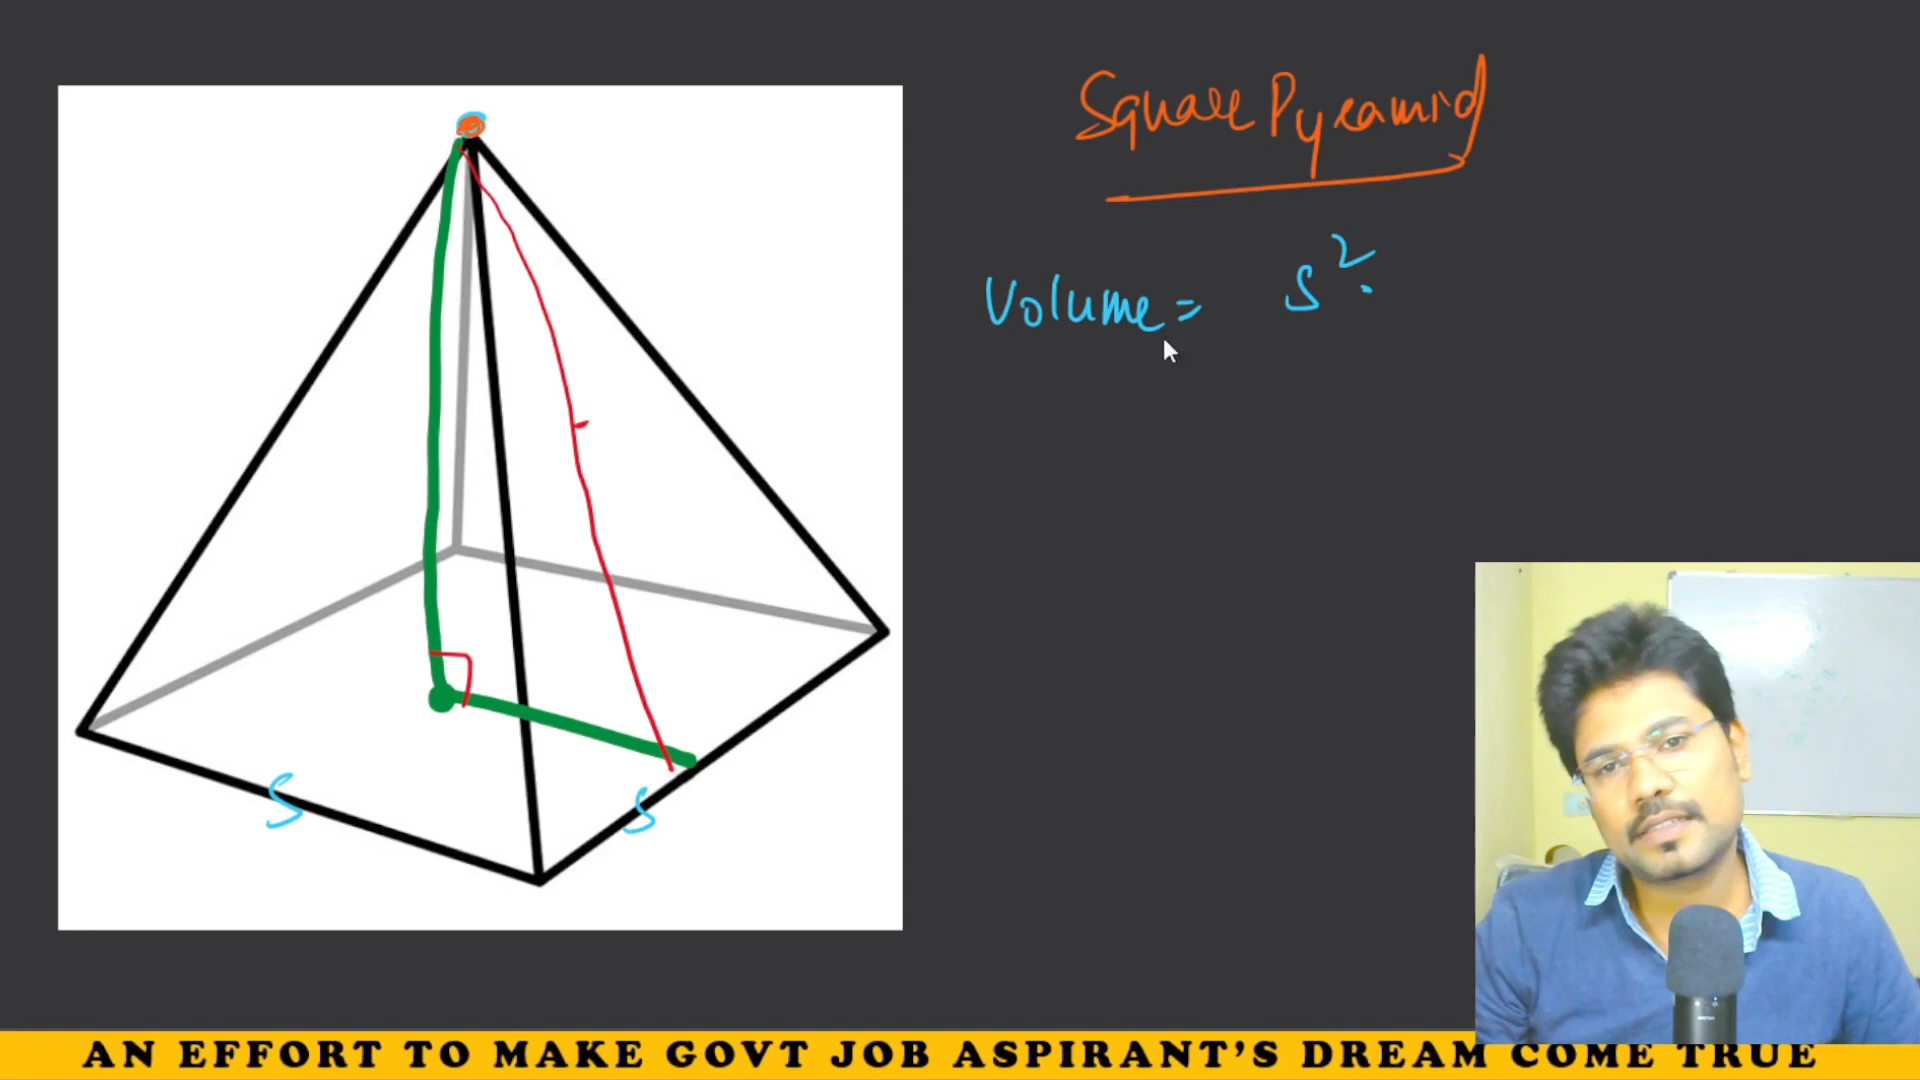 Square Pyramid
Volume = s².
S
S
AN EFFORT TO MAKE GOVT JOB ASPIRANT'S DREAM COME TRUE